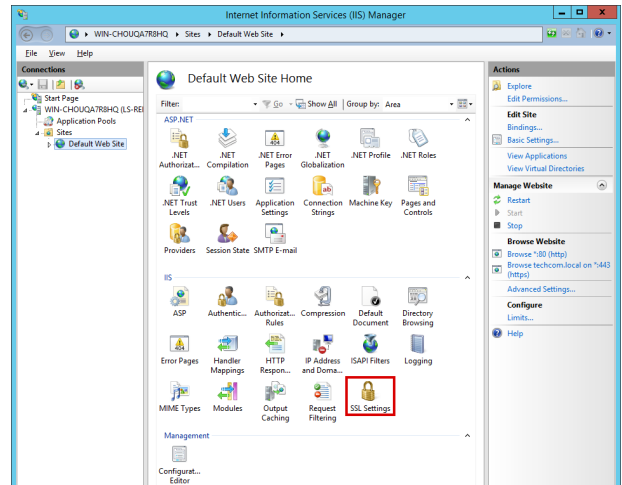 Internet Information Services (IIS) Manager
WIN-CHOUQA7R8HQ ▸ Sites ▸ Default Web Site ▸
File View Help
Connections
Start Page
WIN-CHOUQA7R8HQ (LS-REI
Application Pools
Sites
Default Web Site
Default Web Site Home
Filter: Go Show All Group by: Area
ASP.NET
.NET Authorizat...
.NET Compilation
.NET Error Pages
.NET Globalization
.NET Profile
.NET Roles
.NET Trust Levels
.NET Users
Application Settings
Connection Strings
Machine Key
Pages and Controls
Providers
Session State
SMTP E-mail
IIS
ASP
Authentic...
Authorizat... Rules
Compression
Default Document
Directory Browsing
Error Pages
Handler Mappings
HTTP Respon...
IP Address and Doma...
ISAPI Filters
Logging
MIME Types
Modules
Output Caching
Request Filtering
SSL Settings
Management
Configurat... Editor
Actions
Explore
Edit Permissions...
Edit Site
Bindings...
Basic Settings...
View Applications
View Virtual Directories
Manage Website
Restart
Start
Stop
Browse Website
Browse *:80 (http)
Browse techcom.local on *:443
(https)
Advanced Settings...
Configure
Limits...
Help